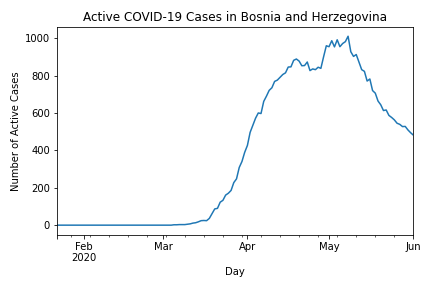 Active COVID-19 Cases in Bosnia and Herzegovina
Number of Active Cases
1000
800
600
400
200
0
Feb
2020
Mar
Apr
May
Jun
Day